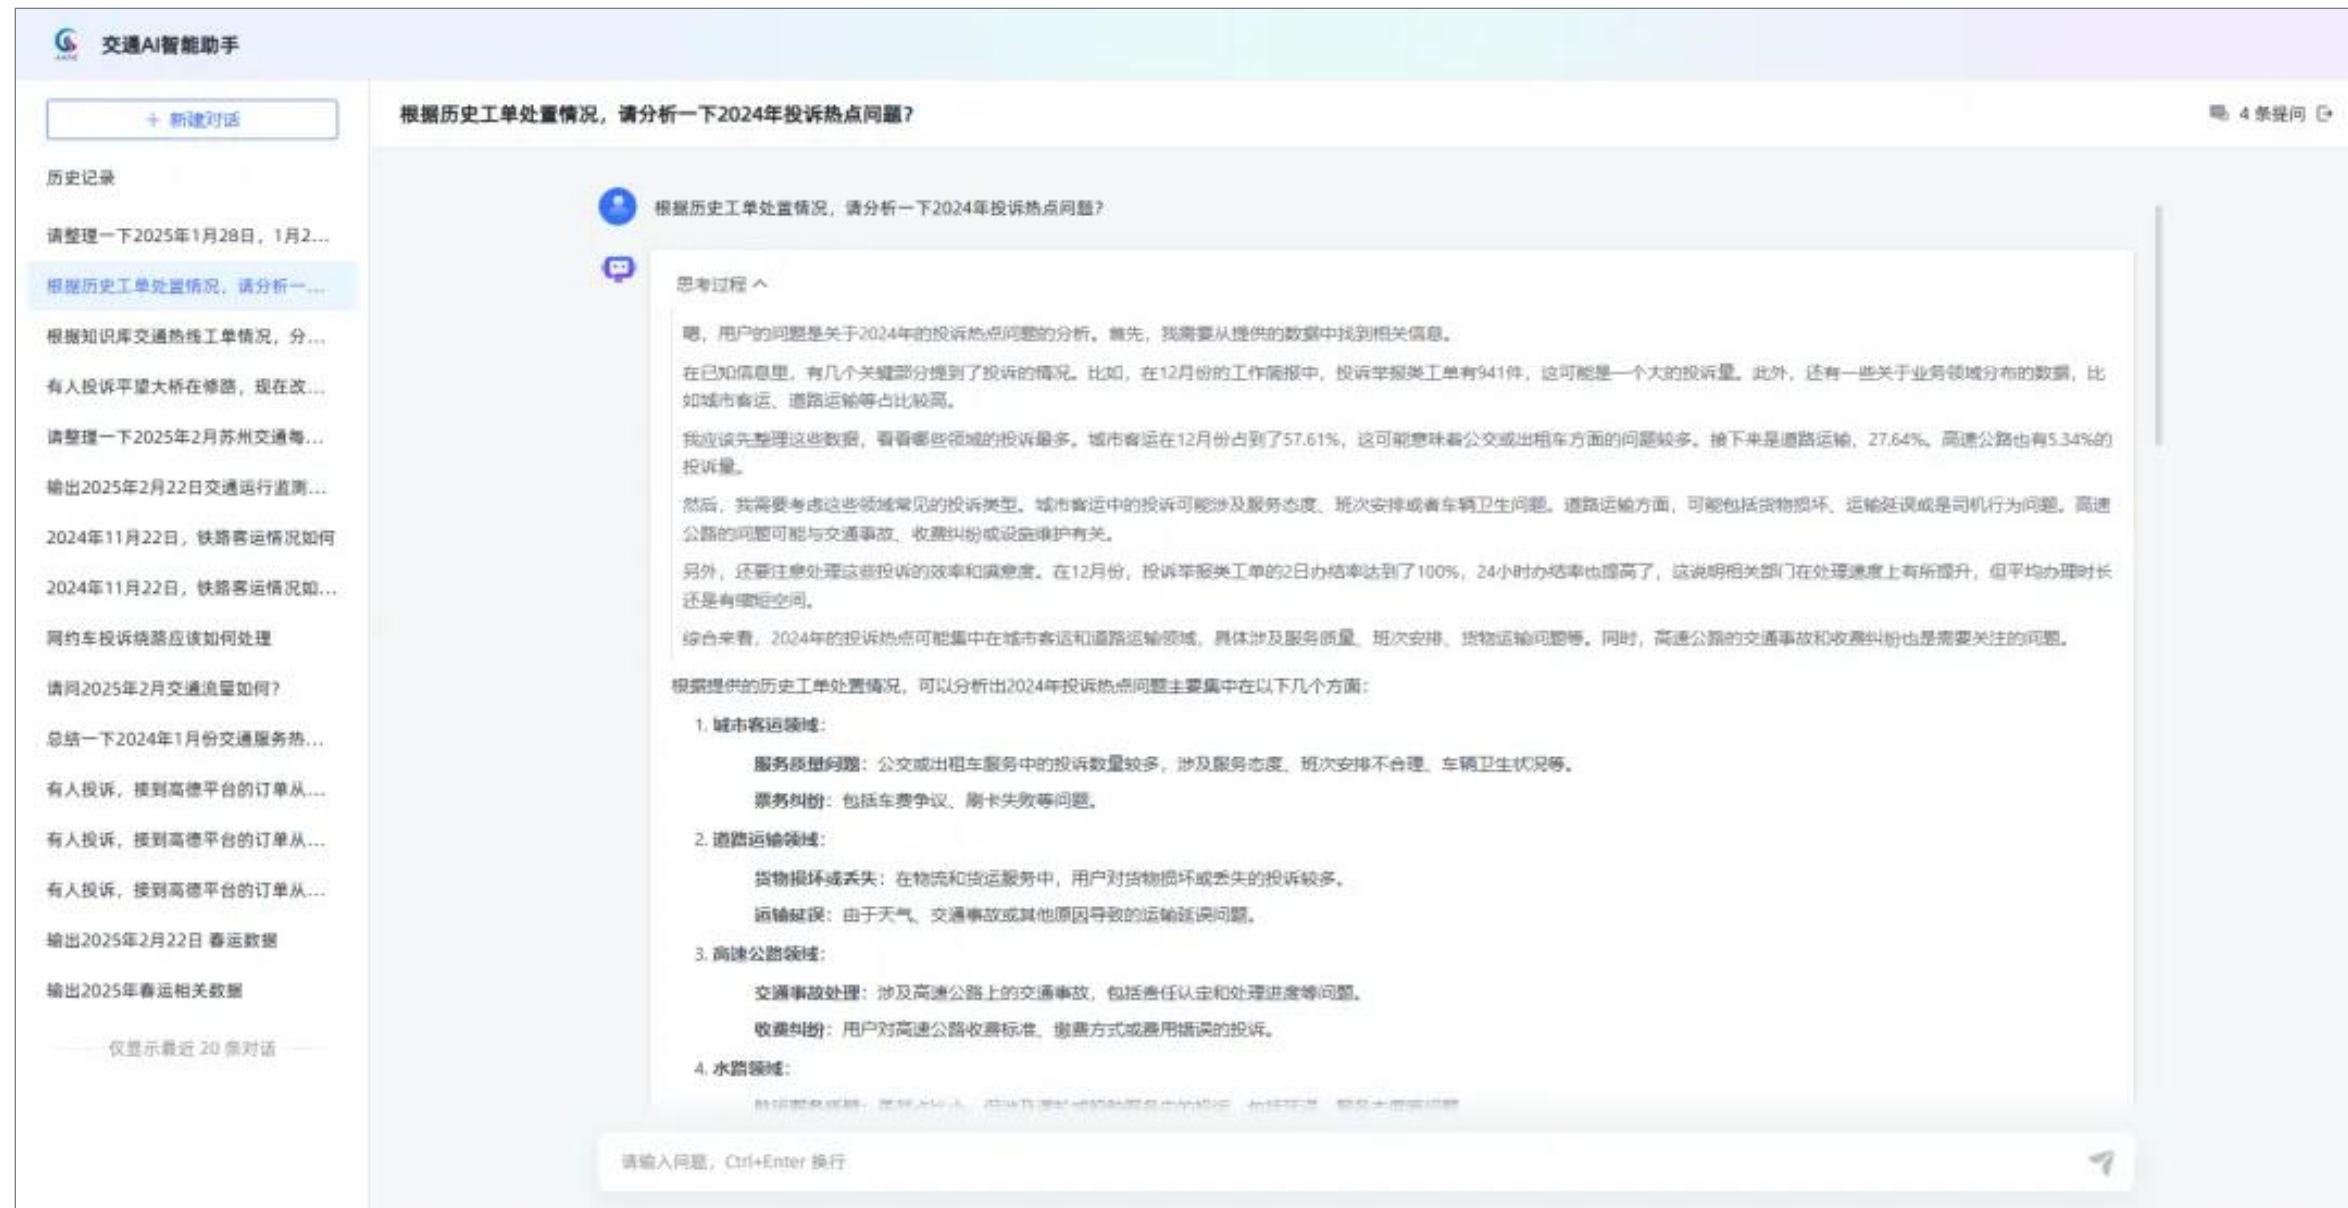 交通AI智能助手
+ 新建对话
历史记录
请整理一下2025年1月28日，1月2...
根据历史工单处置情况，请分析一...
根据知识库交通热线工单情况，分...
有人投诉平望大桥在修路，现在改...
请整理一下2025年2月苏州交通每...
输出2025年2月22日交通运行监测...
2024年11月22日，铁路客运情况如何
2024年11月22日，铁路客运情况如...
网约车投诉绕路应该如何处理
请问2025年2月交通流量如何？
总结一下2024年1月份交通服务热...
有人投诉，接到高德平台的订单从...
有人投诉，接到高德平台的订单从...
有人投诉，接到高德平台的订单从...
输出2025年2月22日 春运数据
输出2025年春运相关数据
仅显示最近 20 条对话
根据历史工单处置情况，请分析一下2024年投诉热点问题？
4 条提问
根据历史工单处置情况，请分析一下2024年投诉热点问题？
思考过程
嗯，用户的问题是关于2024年的投诉热点问题的分析。首先，我需要从提供的数据中找到相关信息。
在已知信息里，有几个关键部分提到了投诉的情况。比如，在12月份的工作简报中，投诉举报类工单有941件，这可能是一个大的投诉量。此外，还有一些关于业务领域分布的数据，比
如城市客运、道路运输等占比较高。
我应该先整理这些数据，看看哪些领域的投诉最多。城市客运在12月份占到了57.61%，这可能意味着公交或出租车方面的问题较多。接下来是道路运输，27.64%。高速公路也有5.34%的
投诉量。
然后，我需要考虑这些领域常见的投诉类型。城市客运中的投诉可能涉及服务态度、班次安排或者车辆卫生问题。道路运输方面，可能包括货物损坏、运输延误或是司机行为问题。高速
公路的问题可能与交通事故、收费纠纷或设施维护有关。
另外，还要注意处理这些投诉的效率和满意度。在12月份，投诉举报类工单的2日办结率达到了100%，24小时办结率也提高了，这说明相关部门在处理速度上有所提升，但平均办理时长
还是有缩短空间。
综合来看，2024年的投诉热点可能集中在城市客运和道路运输领域，具体涉及服务质量、班次安排、货物运输问题等。同时，高速公路的交通事故和收费纠纷也是需要关注的问题。
根据提供的历史工单处置情况，可以分析出2024年投诉热点问题主要集中在以下几个方面：
1. 城市客运领域：
服务质量问题：公交或出租车服务中的投诉数量较多，涉及服务态度、班次安排不合理、车辆卫生状况等。
票务纠纷：包括车费争议、刷卡失败等问题。
2. 道路运输领域：
货物损坏或丢失：在物流和货运服务中，用户对货物损坏或丢失的投诉较多。
运输延误：由于天气、交通事故或其他原因导致的运输延误问题。
3. 高速公路领域：
交通事故处理：涉及高速公路上的交通事故，包括责任认定和处理进度等问题。
收费纠纷：用户对高速公路收费标准、缴费方式或费用错误的投诉。
4. 水路领域：
请输入问题，Ctrl+Enter 换行